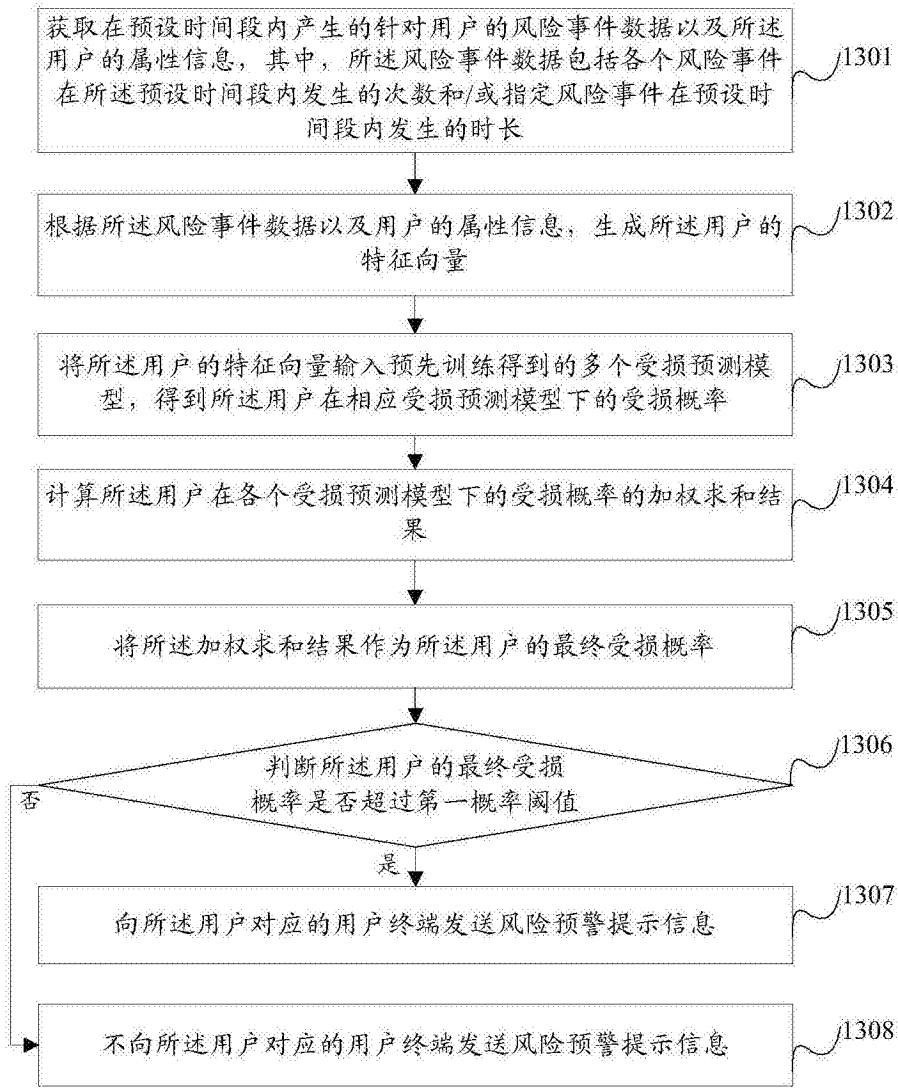 获取在预设时间段内产生的针对用户的风险事件数据以及所述
用户的属性信息，其中，所述风险事件数据包括各个风险事件
在所述预设时间段内发生的次数和/或指定风险事件在预设时
间段内发生的时长
1301
根据所述风险事件数据以及用户的属性信息，生成所述用户的
特征向量
1302
将所述用户的特征向量输入预先训练得到的多个受损预测模
型，得到所述用户在相应受损预测模型下的受损概率
1303
计算所述用户在各个受损预测模型下的受损概率的加权求和结
果
1304
将所述加权求和结果作为所述用户的最终受损概率
1305
判断所述用户的最终受损
概率是否超过第一概率阈值
1306
否
是
向所述用户对应的用户终端发送风险预警提示信息
1307
不向所述用户对应的用户终端发送风险预警提示信息
1308